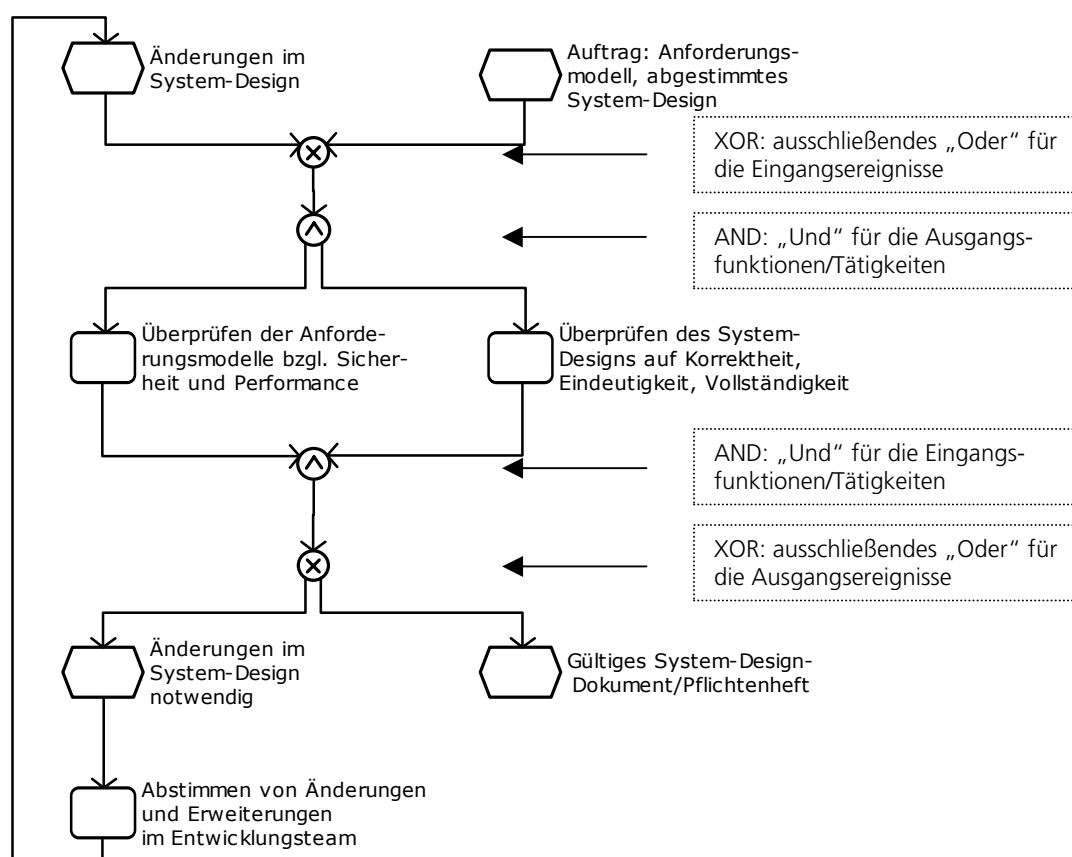 Änderungen im
System-Design
Auftrag: Anforderungs-
modell, abgestimmtes
System-Design
XOR: ausschließendes „Oder“ für
die Eingangsereignisse
AND: „Und“ für die Ausgangs-
funktionen/Tätigkeiten
Überprüfen der Anforde-
rungsmodelle bzgl. Sicher-
heit und Performance
Überprüfen des System-
Designs auf Korrektheit,
Eindeutigkeit, Vollständigkeit
AND: „Und“ für die Eingangs-
funktionen/Tätigkeiten
XOR: ausschließendes „Oder“ für
die Ausgangsereignisse
Änderungen im
System-Design
notwendig
Gültiges System-Design-
Dokument/Pflichtenheft
Abstimmen von Änderungen
und Erweiterungen
im Entwicklungsteam